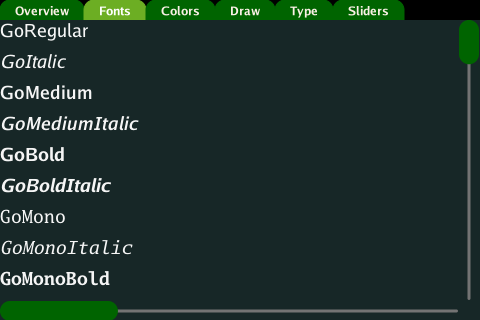 Overview Fonts Colors Draw Type Sliders
GoRegular
GoItalic
GoMedium
GoMediumItalic
GoBold
GoBoldItalic
GoMono
GoMonoItalic
GoMonoBold